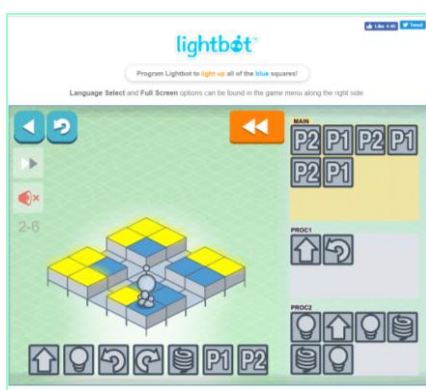 Like 4.4K Tweet
lightbot™
Program Lightbot to light up all of the blue squares!
Language Select and Full Screen options can be found in the game menu along the right side.
MAIN
P2 P1 P2 P1
P2 P1
2-6
PROC1
PROC2
P1 P2